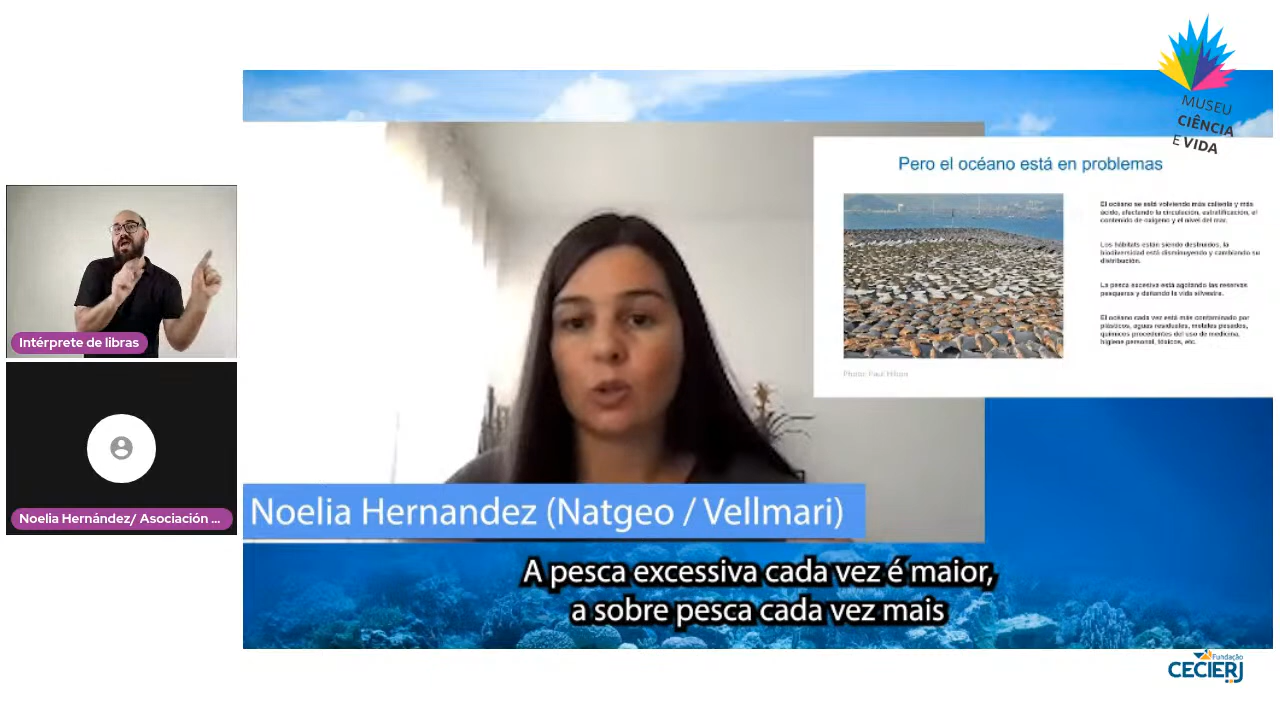 MUSEU
CIÊNCIA
E VIDA
Pero el océano está en problemas
El océano se está volviendo más caliente y más
ácido, afectando la circulación, estratificación, el
contenido de oxígeno y el nivel del mar.
Los hábitats están siendo destruidos, la
biodiversidad está disminuyendo y cambiando su
distribución.
La pesca excesiva está agotando las reservas
pesqueras y dañando la vida silvestre.
El océano cada vez está más contaminado por
plásticos, aguas residuales, metales pesados,
químicos procedentes del uso de medicina,
higiene personal, tóxicos, etc.
Photo: Paul Hilton
Intérprete de libras
Noelia Hernández/ Asociación ...
Noelia Hernandez (Natgeo / Vellmari)
A pesca excessiva cada vez é maior,
a sobre pesca cada vez mais
Fundação
CECIERJ